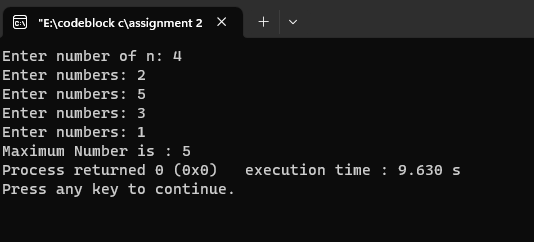 "E:\codeblock c\assignment 2
Enter number of n: 4
Enter numbers: 2
Enter numbers: 5
Enter numbers: 3
Enter numbers: 1
Maximum Number is : 5
Process returned 0 (0x0)   execution time : 9.630 s
Press any key to continue.